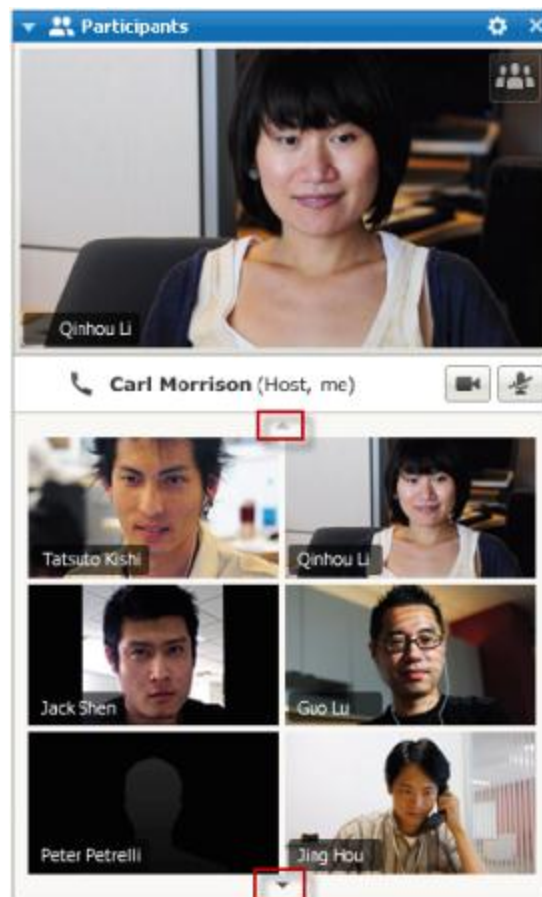 Participants
Qinhou Li
Carl Morrison (Host, me)
Tatsuto Kishi
Qinhou Li
Jack Shen
Guo Lu
Peter Petrelli
Jing Hou